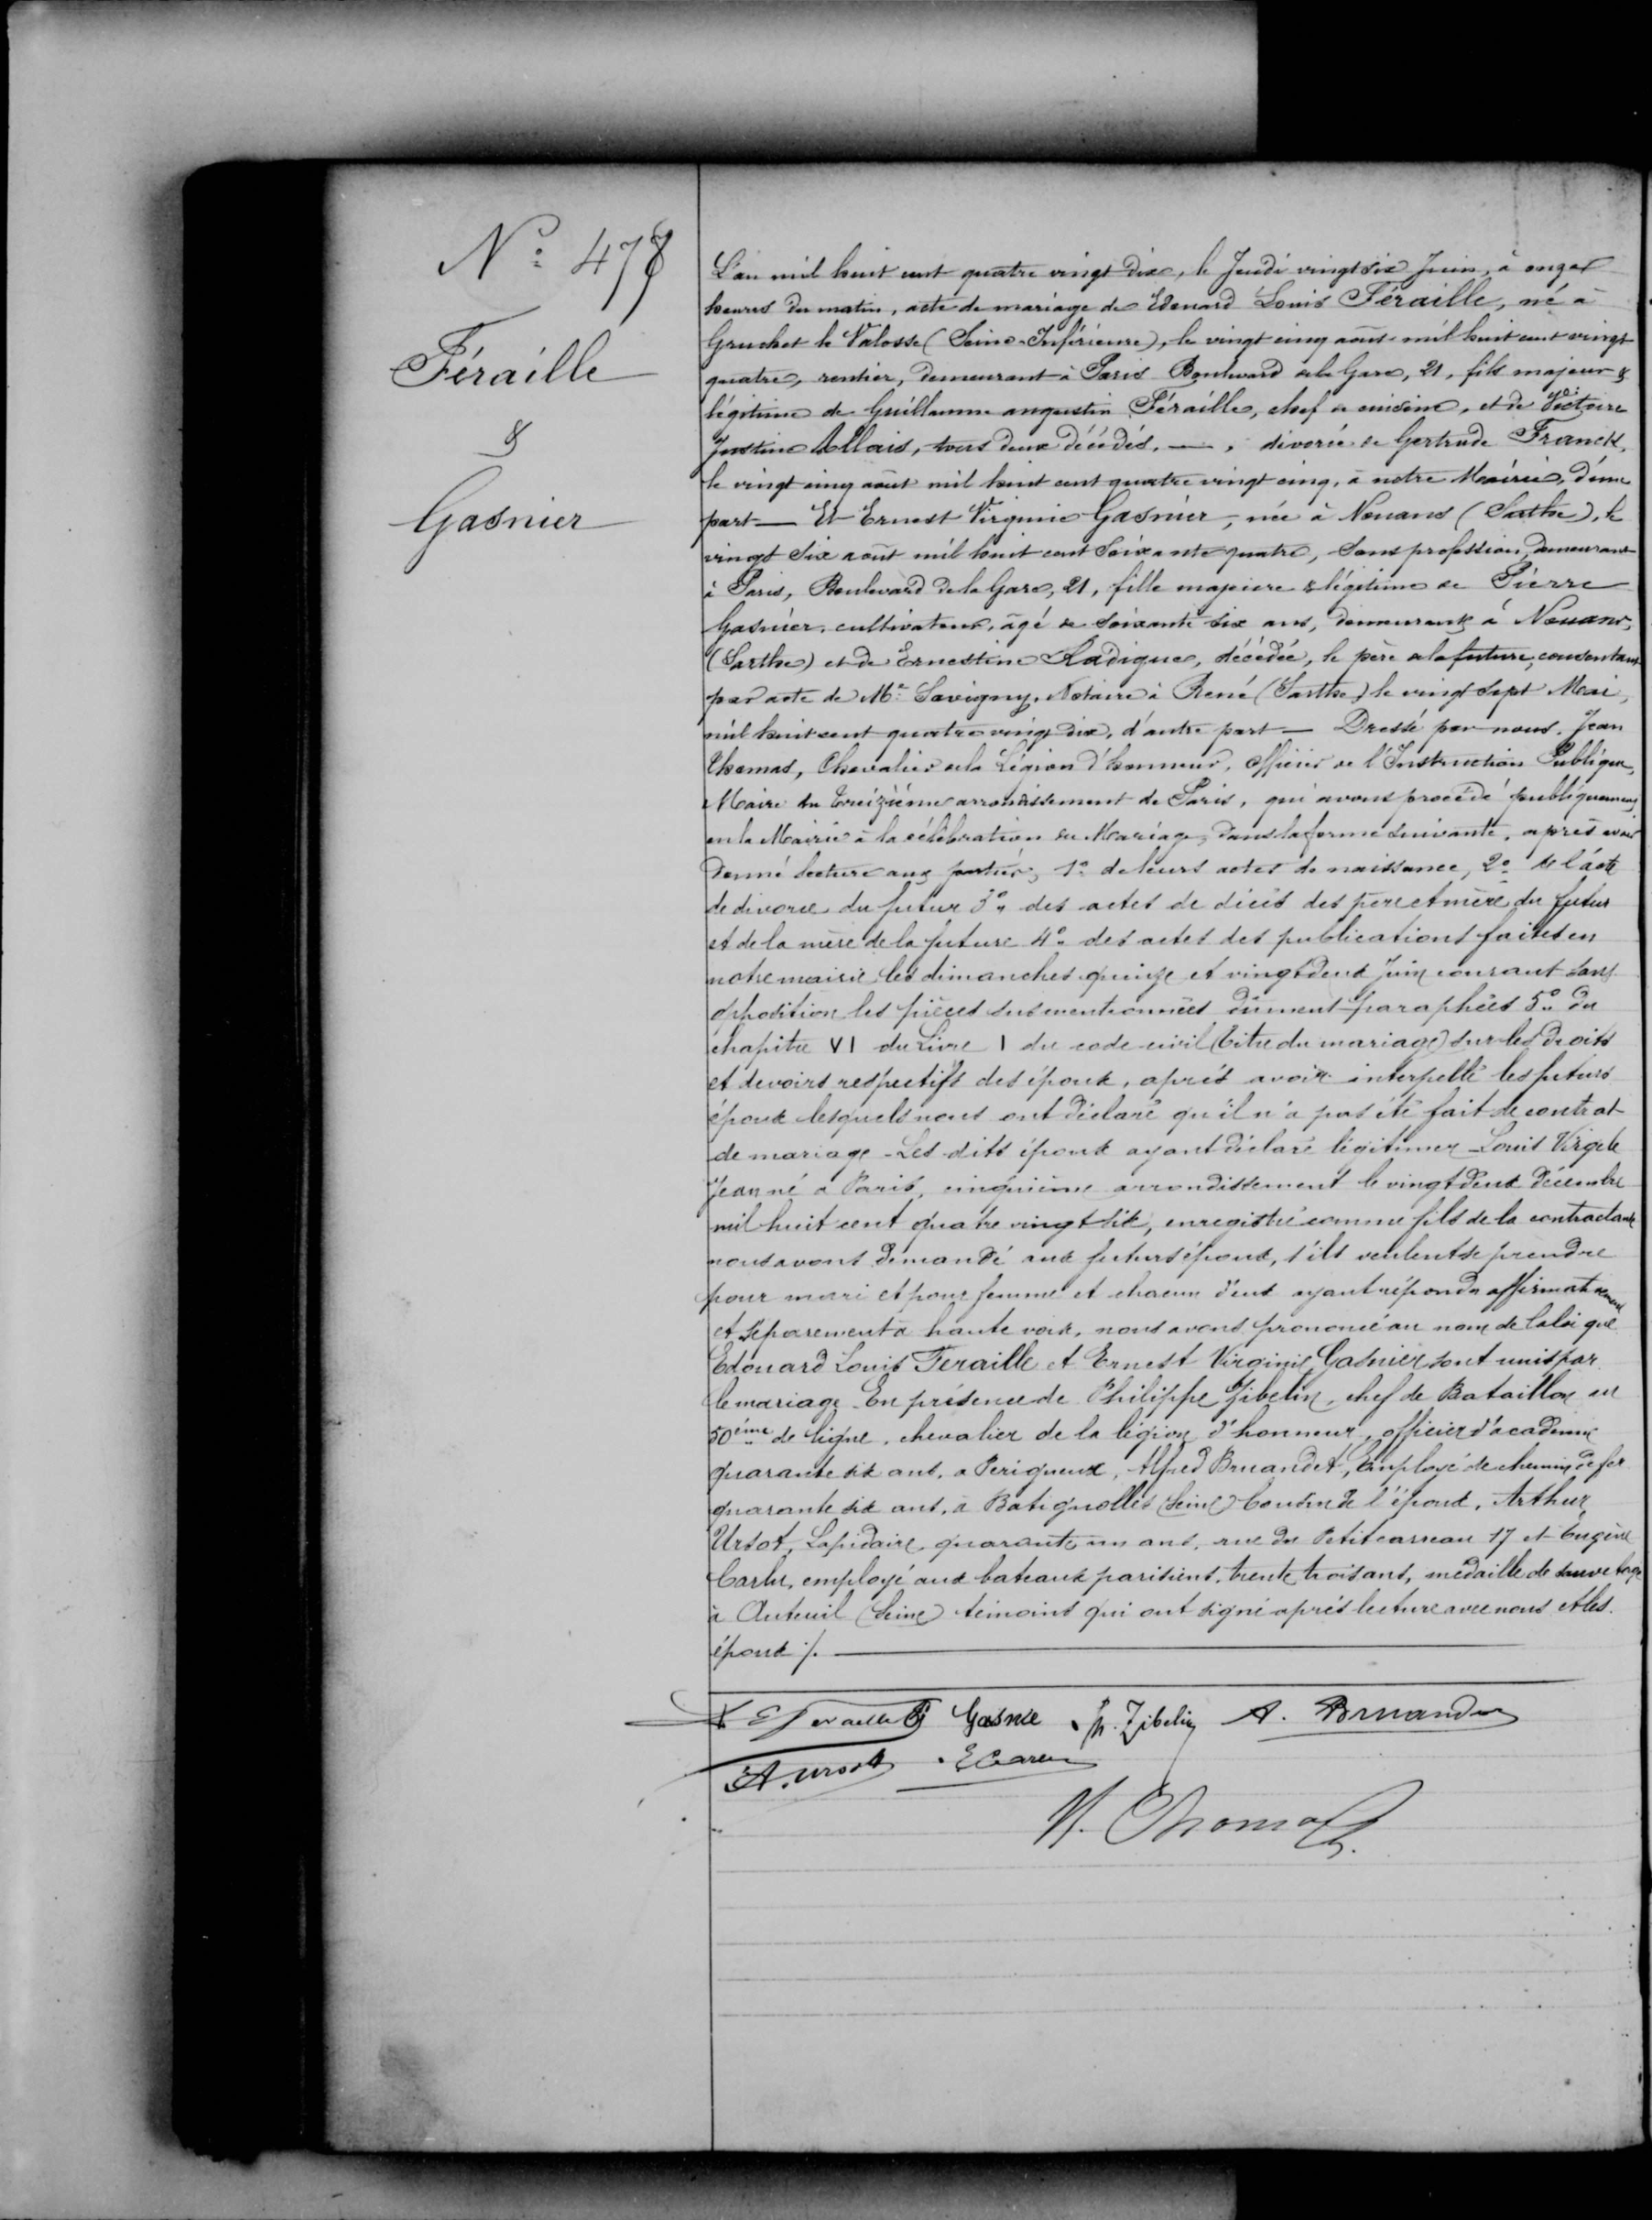 N° 477
Féraille
&
Gasnier
L'an mil huit cent quatre vingt dix, le Jeudi vingt six Juin, à onze
heures du matin, acte de mariage de Edouard Louis Féraille, né à
Gruchet le Valasse (Seine-Inférieure), le vingt cinq août mil huit cent vingt
quatre, rentier, demeurant à Paris Boulevard de la Gare, 21, fils majeur &
légitime de Guillaume augustin Féraille, chef de cuisine, et de Victoire
Justine Allais, tous deux décédés. — , divorcé de Gertrude Franck,
le vingt cinq août mil huit cent quatre vingt cinq, à notre Mairie, d'une
part — Et Ernest Virginie Gasnier, née à Nouans (Sarthe), le
vingt six août mil huit cent soixante quatre, sans profession, demeurant
à Paris, Boulevard de la Gare, 21, fille majeure & légitime de Pierre
Gasnier, cultivateur, âgé de soixante six ans, demeurant à Nouans,
(Sarthe) et de Ernestine Radigue, décédée, le père de la future, consentant
par acte de Me Savigny, Notaire à René (Sarthe) le vingt sept Mai,
mil huit cent quatre vingt dix, d'autre part — Dressé par nous, Jean
Thomas, Chevalier de la Légion d'honneur, officier de l'Instruction Publique,
Maire du treizième arrondissement de Paris, qui avons procédé publiquement
en la Mairie à la célébration du Mariage, dans la forme suivante, après avoir
donné lecture aux parties, 1° de leurs actes de naissance, 2° de l'acte
de divorce du futur 3° des actes de décès des père et mère du futur
et de la mère de la future 4° des actes des publications faites en
notre mairie les dimanches quinze et vingt deux Juin courant sans
opposition les pièces susmentionnées dûment paraphées 5° du
chapitre VI du Livre I du code civil (titre du mariage) sur les droits
et devoirs respectifs des époux, après avoir interpellé les futurs
époux lesquels nous ont déclaré qu'il n'a pas été fait de contrat
de mariage - Les dits époux ayant déclaré légitimer - Louis Virgile
Jean né à Paris, cinquième arrondissement le vingt deux décembre
mil huit cent quatre vingt six, enregistré comme fils de la contractante
nous avons demandé aux futurs époux, s'ils veulent se prendre
pour mari et pour femme et chacun d'eux ayant répondu affirmativement
et séparement à haute voix, nous avons prononcé au nom de la loi que
Edouard Louis Feraille et Ernest Virginie Gasnier sont unis par
le mariage. En présence de Philippe Zibelin, chef de Bataillon au
50ème de ligne, chevalier de la légion d'honneur, officier d'académie
quarante six ans, à Perigueux, Alfred Bruandet, Employé de chemin de fer
quarante six ans, à Batignolles (Seine) Cousin de l'époux, Arthur
Ursot, Lapidaire, quarante un ans, rue du Petit carreau 17 et Eugène
Carlu, employé aux bateaux parisiens, trente trois ans, médaille de sauvetage
à Auteuil (Seine) témoins qui ont signé après lecture avec nous et les
époux ./.
E Feraille Gasnie Ph. Zibelin A. Bruandet
A. Ursot E Carlu
J. Thomas